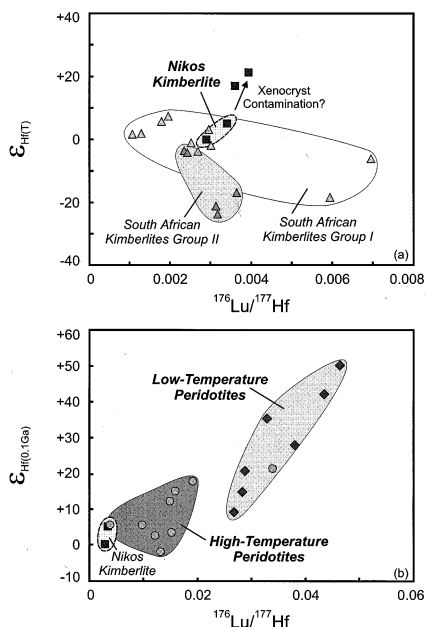 +40
Nikos
Kimberlite
+20
Xenocryst
Contamination?
0
-20
South African
Kimberlites Group II
South African
Kimberlites Group I
-40
(a)
0
0.002
0.004
0.006
0.008
εHf(T)
176Lu/177Hf
+60
+50
Low-Temperature
Peridotites
+40
+30
+20
+10
High-Temperature
Peridotites
0
Nikos
Kimberlite
-10
(b)
0
0.02
0.04
0.06
εHf(0.1Ga)
176Lu/177Hf